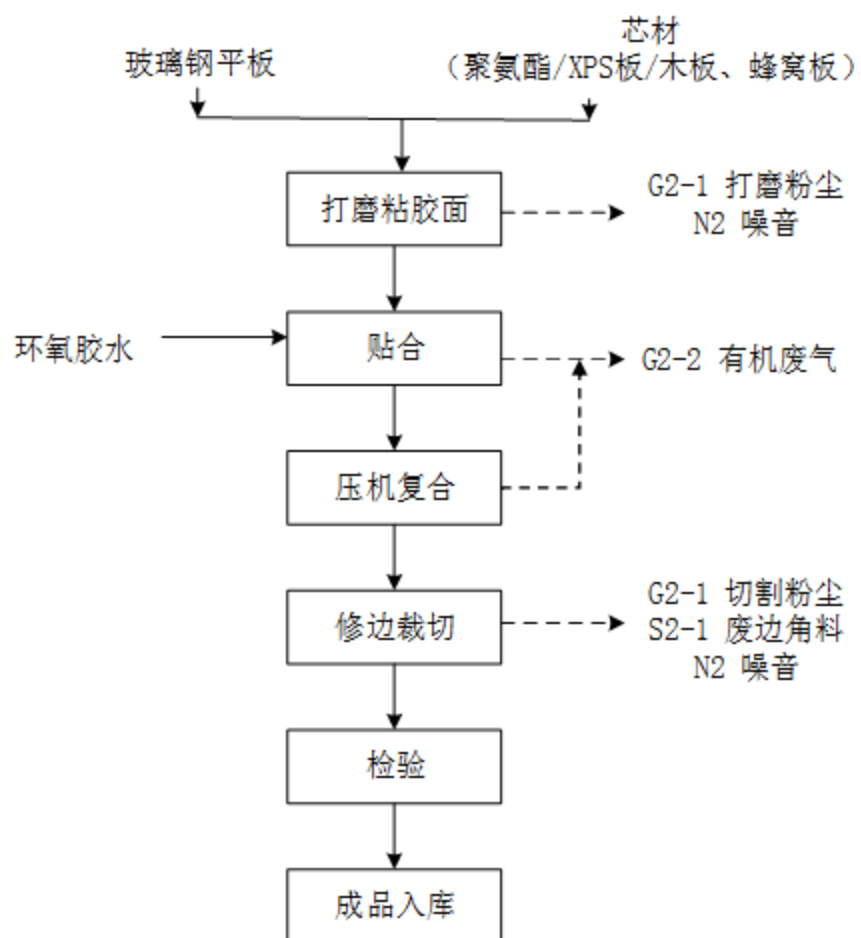 芯材
玻璃钢平板
（聚氨酯/XPS板/木板、蜂窝板）
打磨粘胶面
G2-1 打磨粉尘
N2 噪音
环氧胶水
贴合
G2-2 有机废气
压机复合
修边裁切
G2-1 切割粉尘
S2-1 废边角料
N2 噪音
检验
成品入库